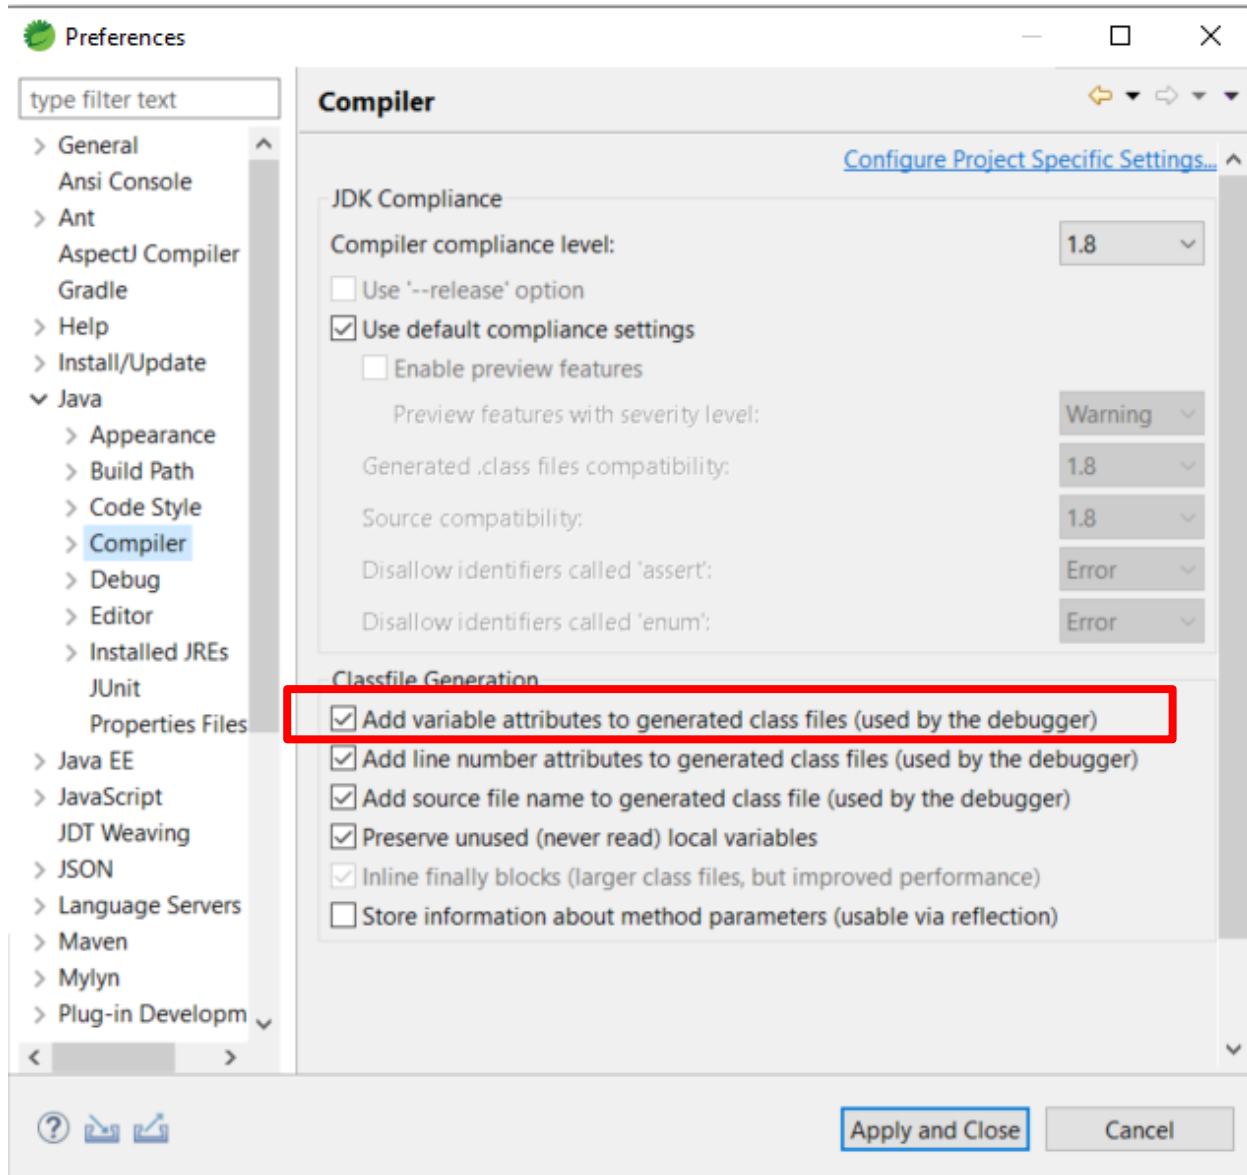 Preferences
type filter text
General
Ansi Console
Ant
AspectJ Compiler
Gradle
Help
Install/Update
Java
Appearance
Build Path
Code Style
Compiler
Debug
Editor
Installed JREs
JUnit
Properties Files
Java EE
JavaScript
JDT Weaving
JSON
Language Servers
Maven
Mylyn
Plug-in Developm
Compiler
Configure Project Specific Settings...
JDK Compliance
Compiler compliance level: 1.8
Use '--release' option
Use default compliance settings
Enable preview features
Preview features with severity level: Warning
Generated .class files compatibility: 1.8
Source compatibility: 1.8
Disallow identifiers called 'assert': Error
Disallow identifiers called 'enum': Error
Classfile Generation
Add variable attributes to generated class files (used by the debugger)
Add line number attributes to generated class files (used by the debugger)
Add source file name to generated class file (used by the debugger)
Preserve unused (never read) local variables
Inline finally blocks (larger class files, but improved performance)
Store information about method parameters (usable via reflection)
Apply and Close
Cancel